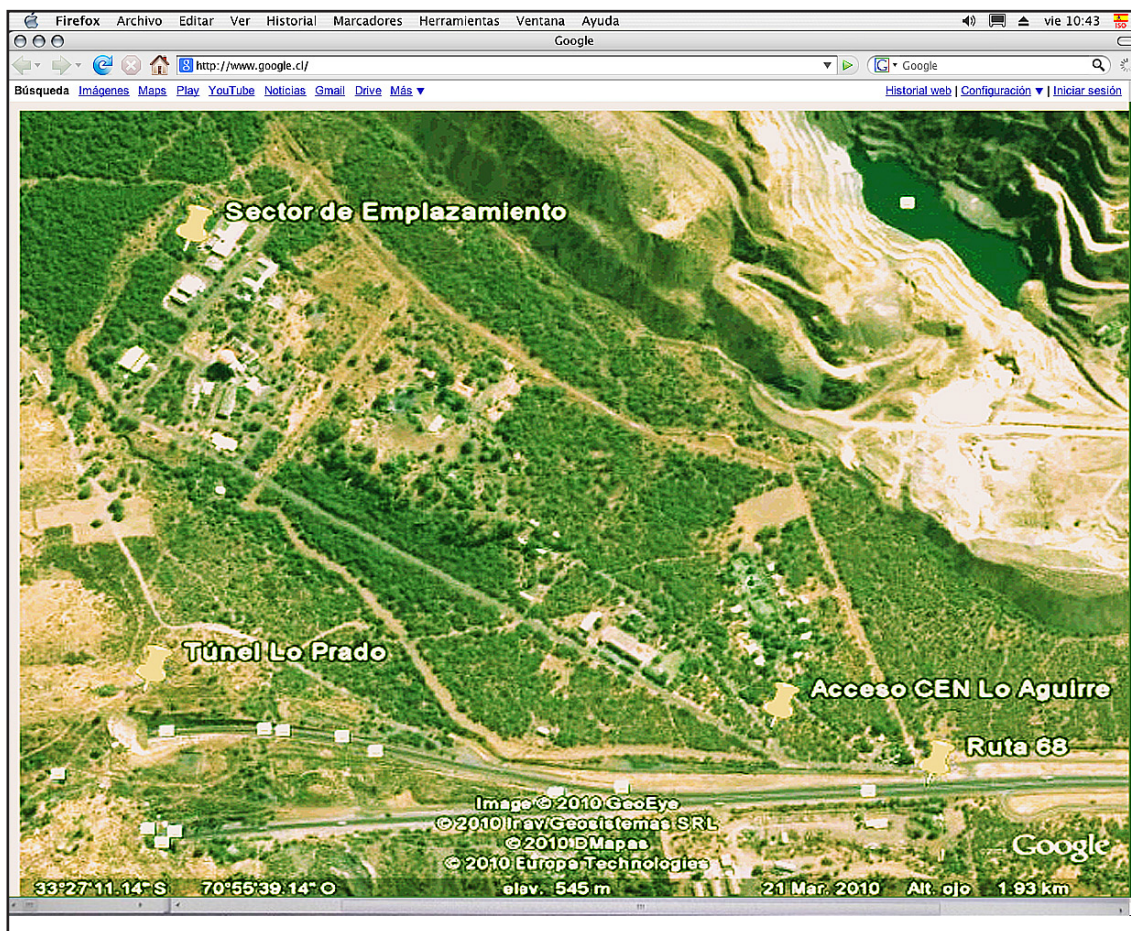 Firefox Archivo Editar Ver Historial Marcadores Herramientas Ventana Ayuda vie 10:43
ISO
Google
http://www.google.cl/
G Google
Búsqueda Imágenes Maps Play YouTube Noticias Gmail Drive Más ▼ Historial web | Configuración ▼ | Iniciar sesión
Sector de Emplazamiento
Túnel Lo Prado
Acceso CEN Lo Aguirre
Ruta 68
Image © 2010 GeoEye
© 2010 Inav/Geosistemas SRL
© 2010 DMapas
© 2010 Europa Technologies
Google
33°27'11.14" S 70°55'39.14" O elev. 545 m 21 Mar. 2010 Alt. ojo 1.93 km